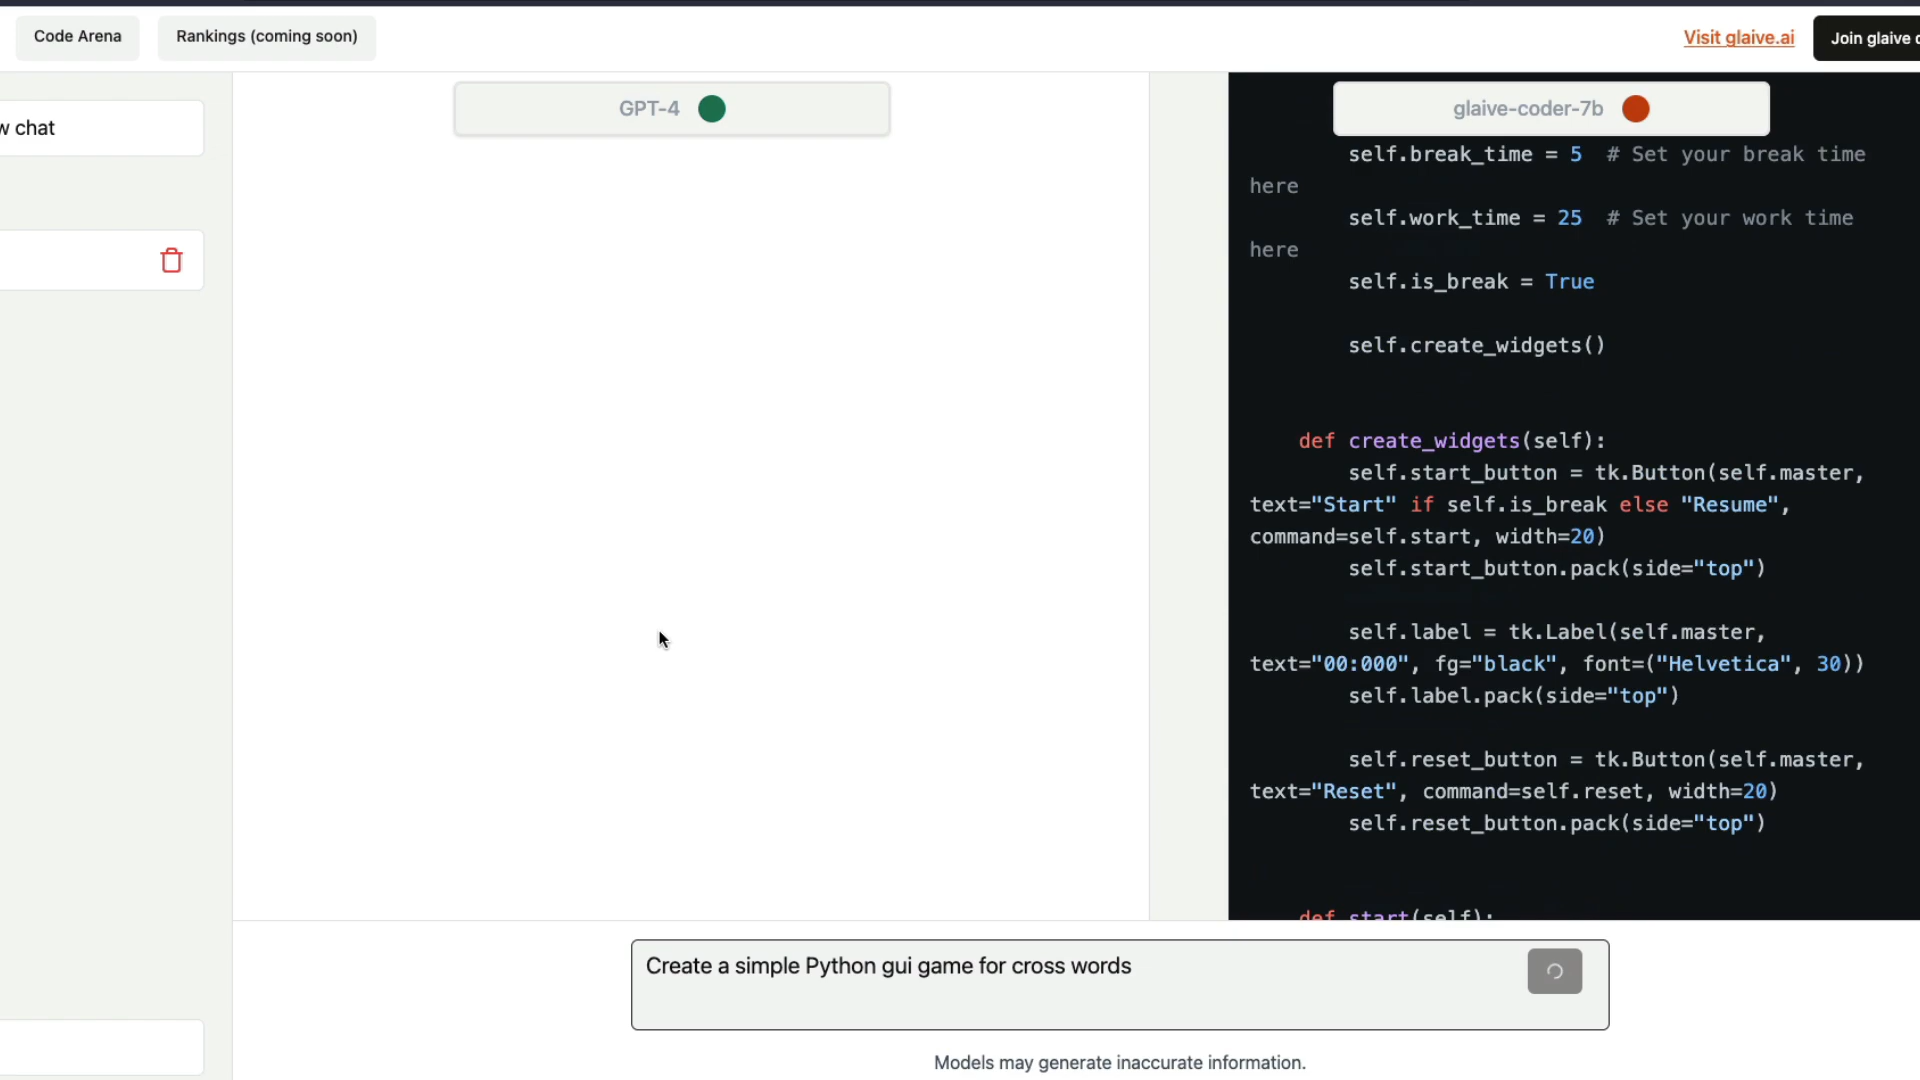 Code Arena
Rankings (coming soon)
Visit glaive.ai
Join glaive
w chat
GPT-4
glaive-coder-7b
self.break_time = 5  # Set your break time
here
self.work_time = 25  # Set your work time
here
self.is_break = True
self.create_widgets()
def create_widgets(self):
self.start_button = tk.Button(self.master,
text="Start" if self.is_break else "Resume",
command=self.start, width=20)
self.start_button.pack(side="top")
self.label = tk.Label(self.master,
text="00:000", fg="black", font=("Helvetica", 30))
self.label.pack(side="top")
self.reset_button = tk.Button(self.master,
text="Reset", command=self.reset, width=20)
self.reset_button.pack(side="top")
def start(self):
Create a simple Python gui game for cross words
Models may generate inaccurate information.